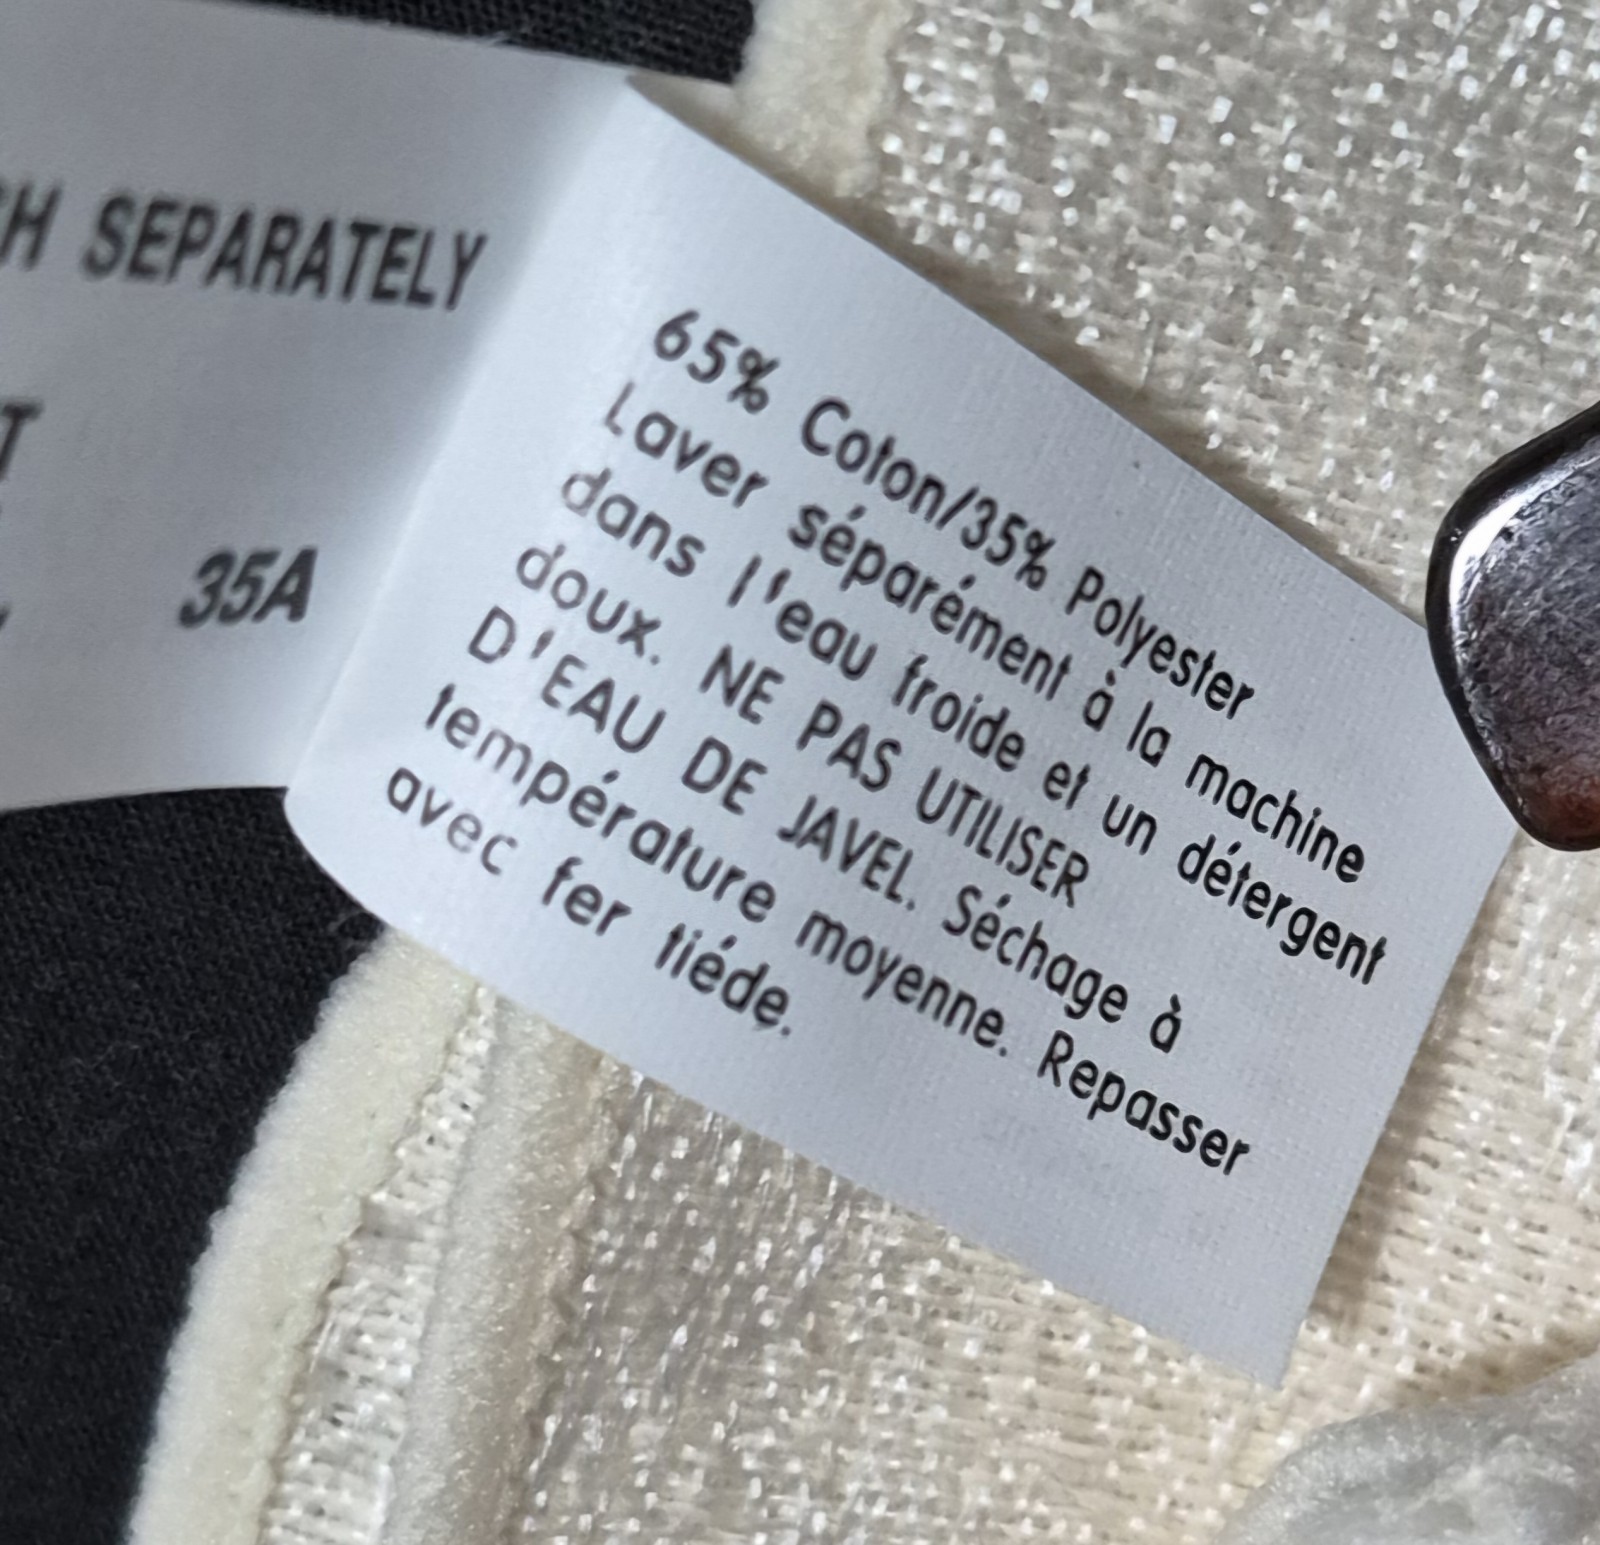 SEPARATELY
35A
65% Coton/35% Polyester
Laver séparément à la machine
dans l'eau froide et un détergent
doux. NE PAS UTILISER
D'EAU DE JAVEL. Séchage à
température moyenne. Repasser
avec fer tiéde.